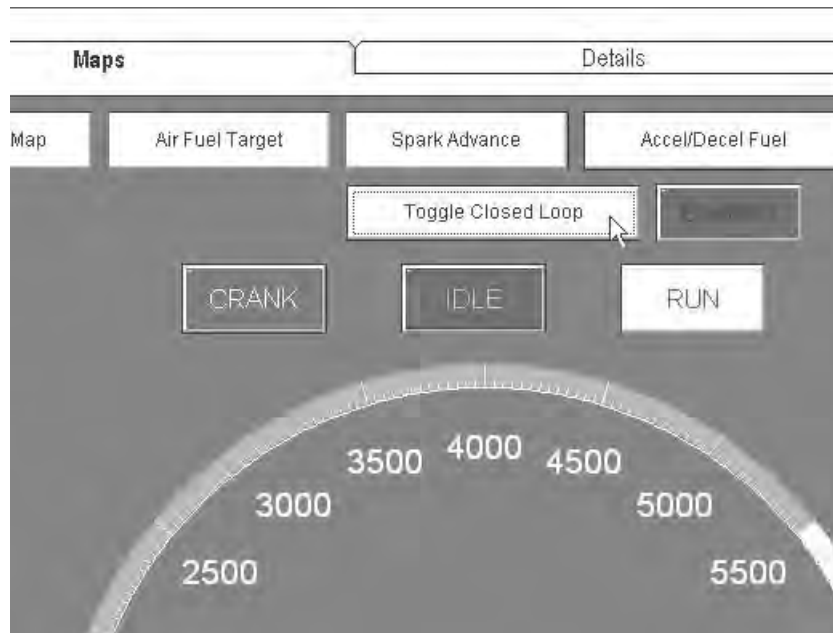 Maps Details
Map Air Fuel Target Spark Advance Accel/Decel Fuel
Toggle Closed Loop
CRANK IDLE RUN
3500 4000 4500
3000 5000
2500 5500